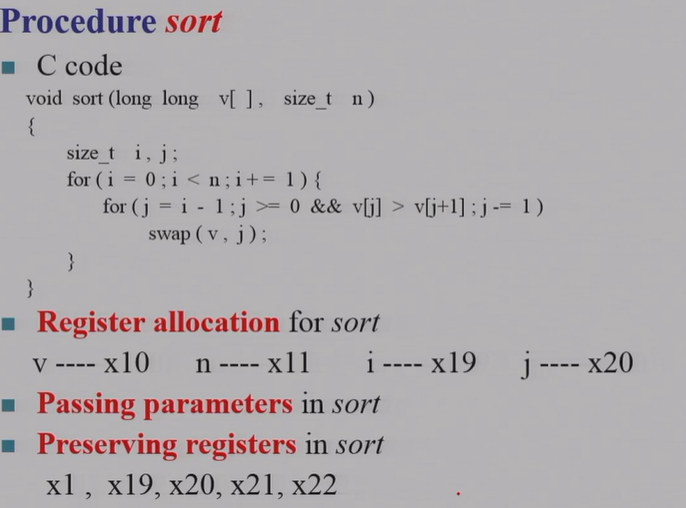 Procedure sort
C code
void sort (long long v[ ], size_t n )
{
size_t i, j;
for ( i = 0 ; i < n ; i += 1 ) {
for ( j = i - 1 ; j >= 0 && v[j] > v[j+1] ; j -= 1 )
swap ( v , j ) ;
}
}
Register allocation for sort
v ---- x10 n ---- x11 i ---- x19 j ---- x20
Passing parameters in sort
Preserving registers in sort
x1 , x19, x20, x21, x22